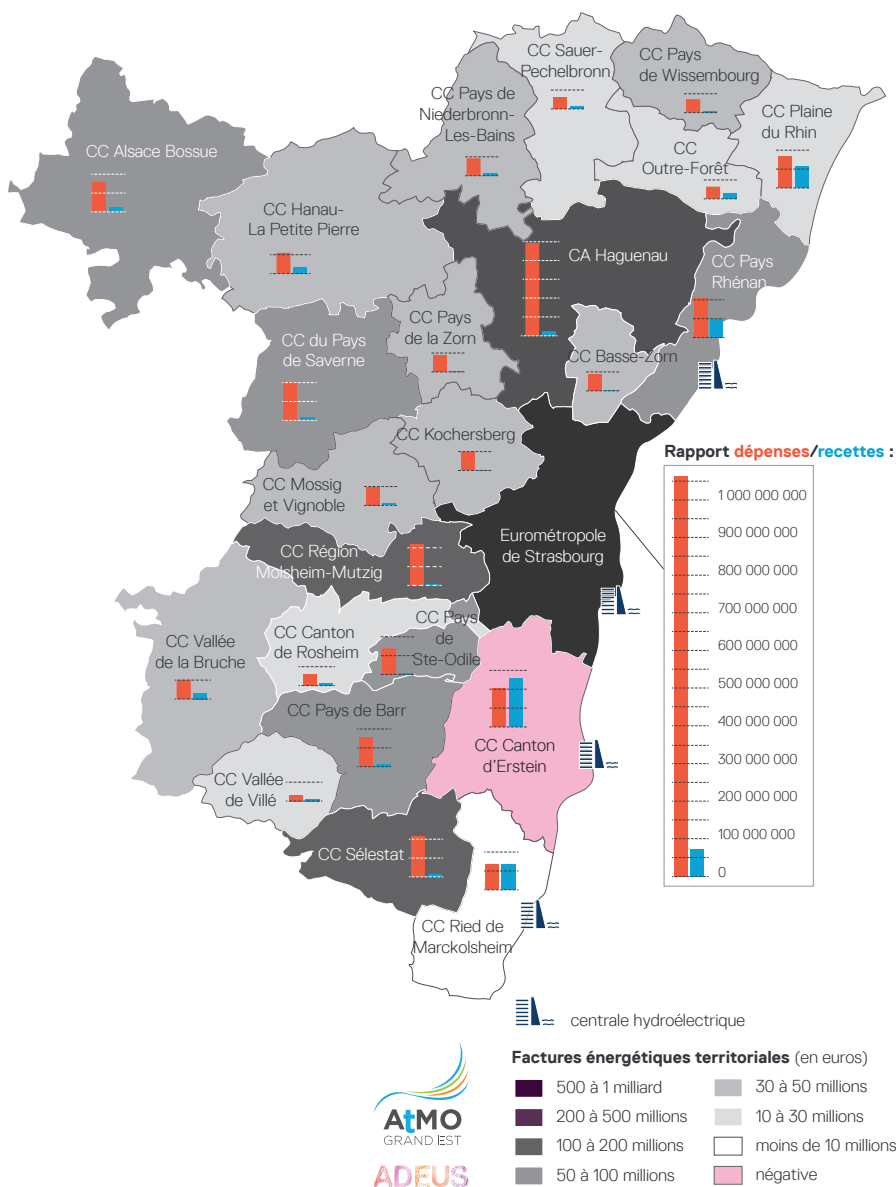 CC Sauer-
Pechelbronn
CC Pays
de Wissembourg
CC Pays de
Niederbronn-
Les-Bains
CC Plaine
du Rhin
CC Alsace Bossue
CC
Outre-Forêt
CC Hanau-
La Petite Pierre
CA Haguenau
CC Pays
Rhénan
CC Pays
de la Zorn
CC du Pays
de Saverne
CC Basse-Zorn
CC Kochersberg
Rapport dépenses/recettes :
1 000 000 000
900 000 000
800 000 000
700 000 000
600 000 000
500 000 000
400 000 000
300 000 000
200 000 000
100 000 000
0
CC Mossig
et Vignoble
Eurométropole
de Strasbourg
CC Région
Molsheim-Mutzig
CC Pays
de
Ste-Odile
CC Canton
de Rosheim
CC Vallée
de la Bruche
CC Pays de Barr
CC Canton
d'Erstein
CC Vallée
de Villé
CC Sélestat
CC Ried de
Marckolsheim
centrale hydroélectrique
Factures énergétiques territoriales (en euros)
500 à 1 milliard
200 à 500 millions
100 à 200 millions
50 à 100 millions
30 à 50 millions
10 à 30 millions
moins de 10 millions
négative
AtMO
GRAND EST
ADEUS